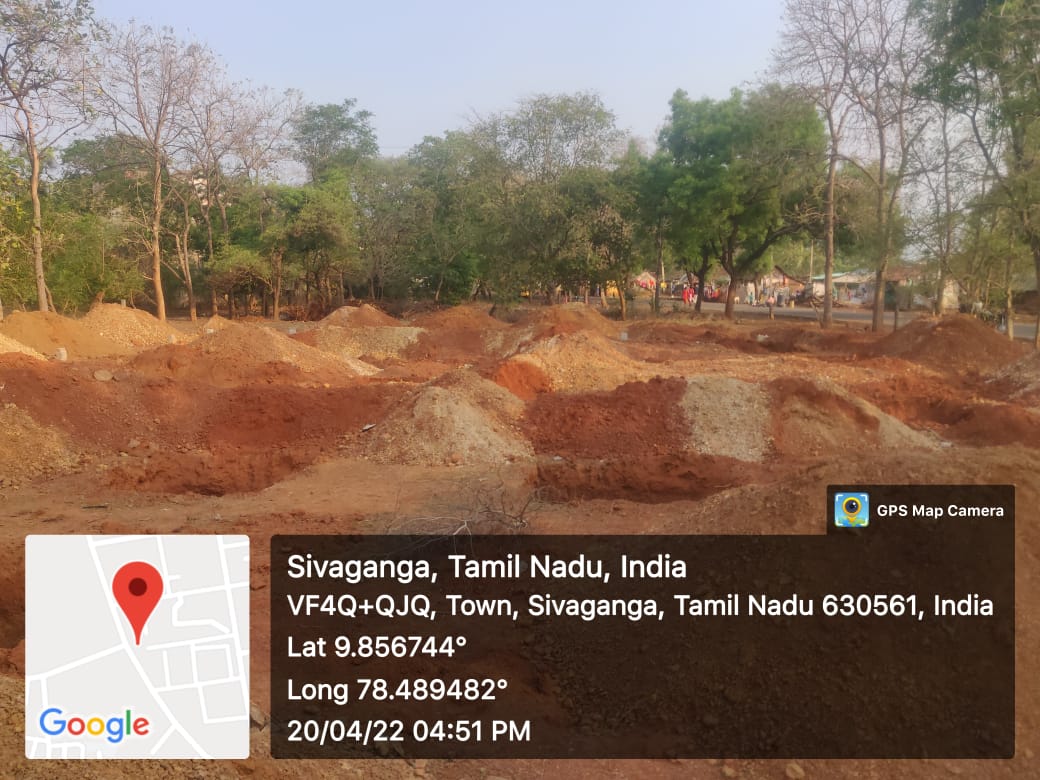 GPS Map Camera
Sivaganga, Tamil Nadu, India
VF4Q+QJQ, Town, Sivaganga, Tamil Nadu 630561, India
Lat 9.856744°
Long 78.489482°
20/04/22 04:51 PM
Google